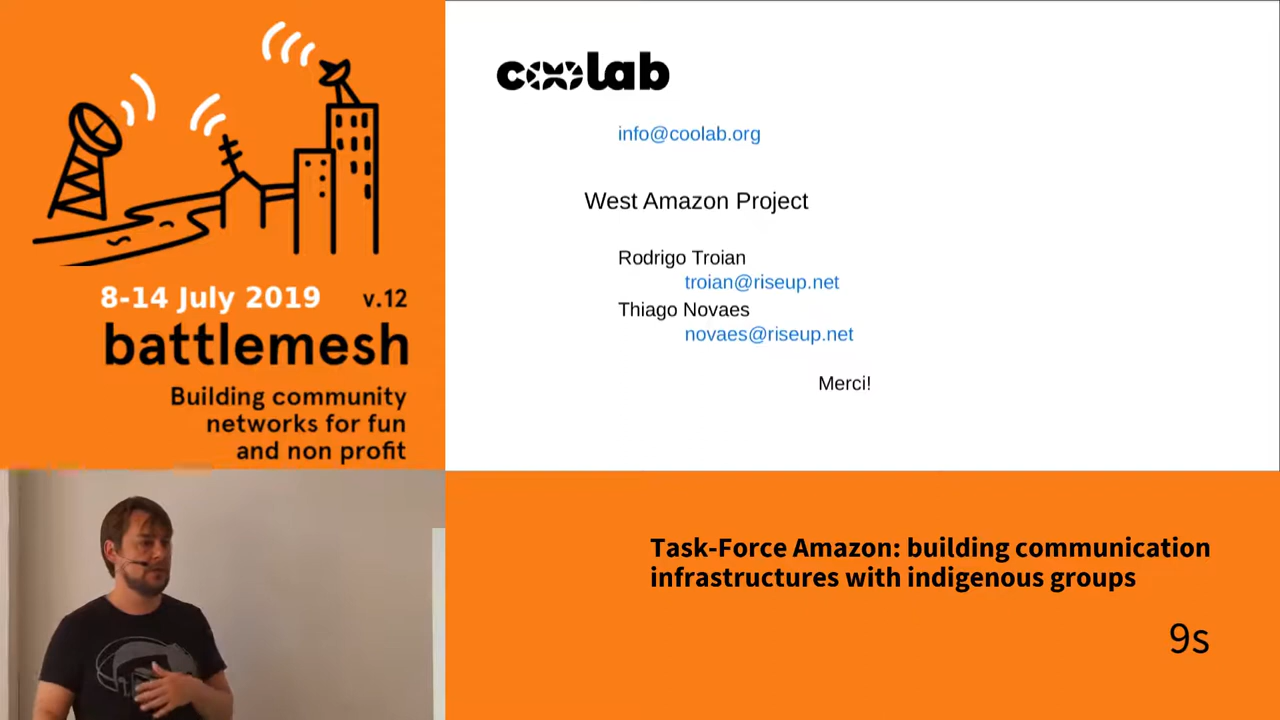 8-14 July 2019 v.12
battlemesh
Building community
networks for fun
and non profit
coolab
info@coolab.org
West Amazon Project
Rodrigo Troian
troian@riseup.net
Thiago Novaes
novaes@riseup.net
Merci!
Task-Force Amazon: building communication
infrastructures with indigenous groups
9s